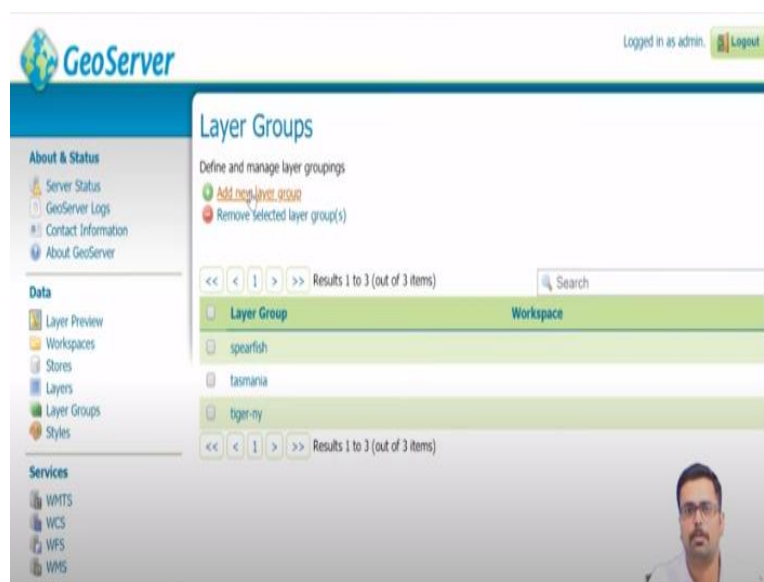 GeoServer
Logged in as admin.
Logout
About & Status
Server Status
GeoServer Logs
Contact Information
About GeoServer
Data
Layer Preview
Workspaces
Stores
Layers
Layer Groups
Styles
Services
WMTS
WCS
WFS
WMS
Layer Groups
Define and manage layer groupings
Add new layer group
Remove selected layer group(s)
<< < 1 > >> Results 1 to 3 (out of 3 items)
Search
Layer Group Workspace
spearfish
tasmania
tiger-ny
<< < 1 > >> Results 1 to 3 (out of 3 items)